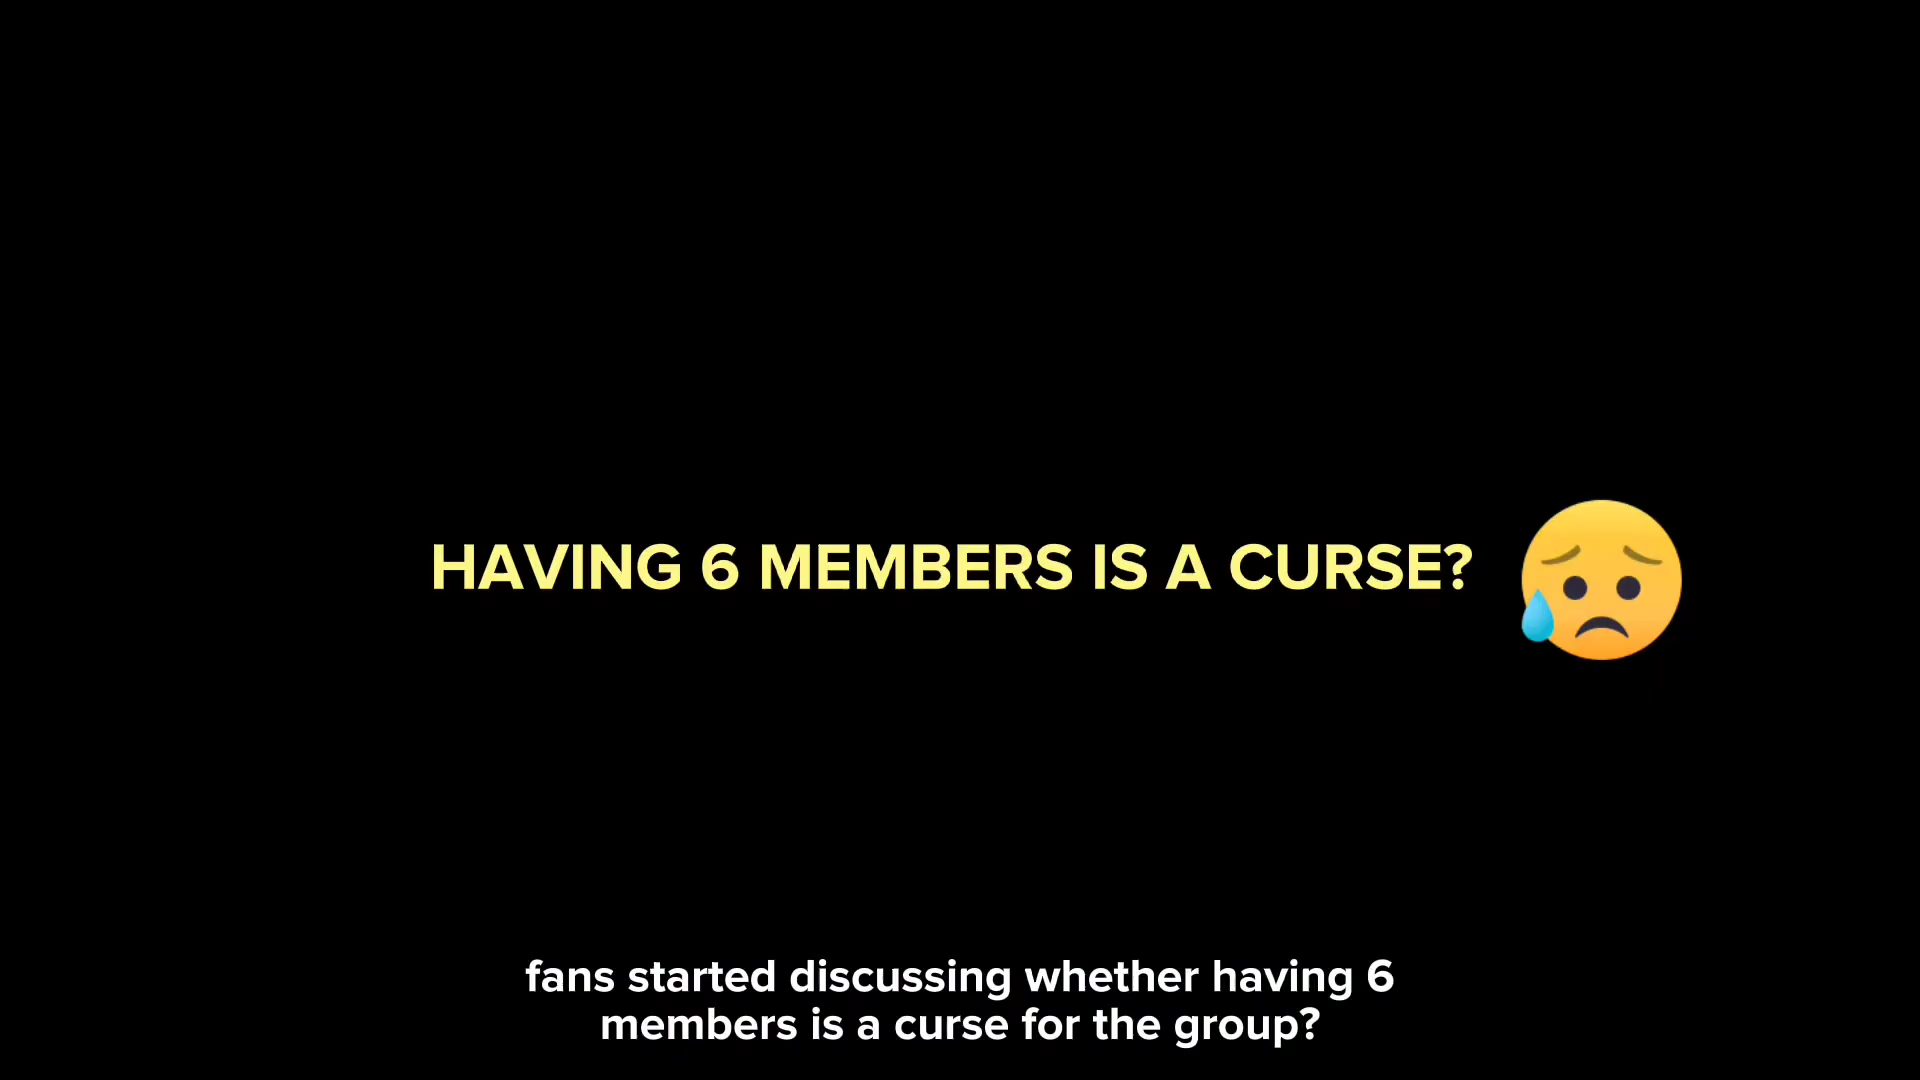 HAVING 6 MEMBERS IS A CURSE?
fans started discussing whether having 6
members is a curse for the group?